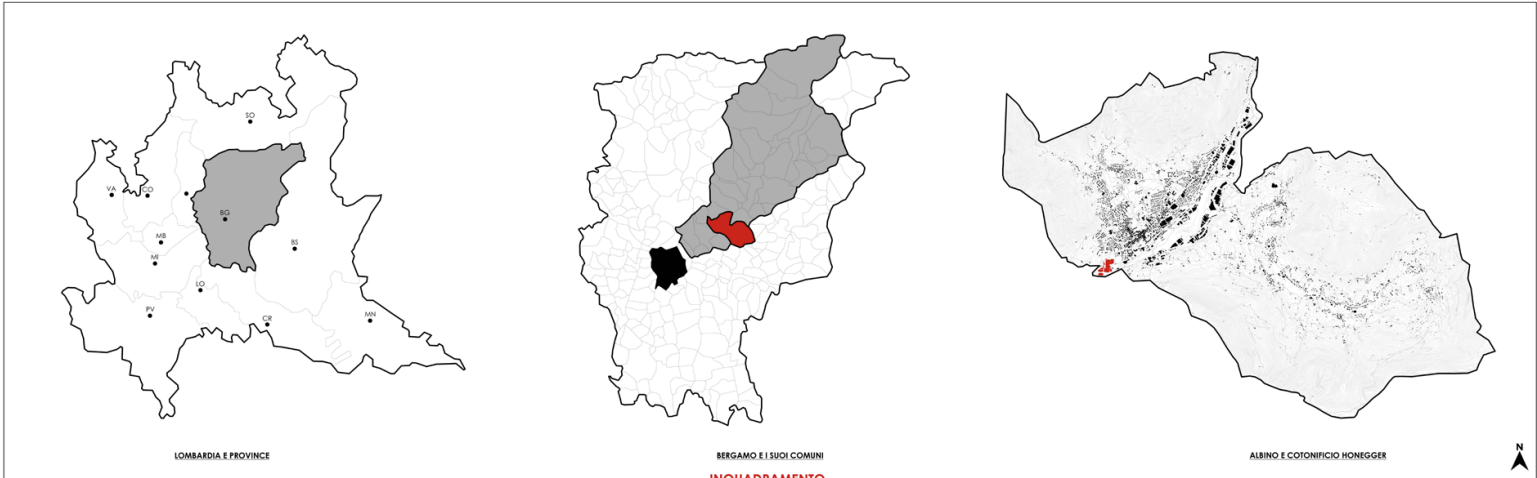 SO
VA
CO
BG
MB
BS
MI
LO
PV
CR
MN
LOMBARDIA E PROVINCE
BERGAMO E I SUOI COMUNI
ALBINO E COTONIFICIO HONEGGER
N
INQUADRAMENTO